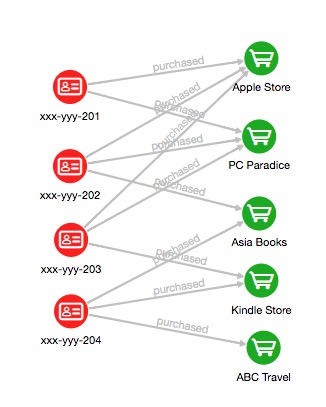 purchased
Apple Store
xxx-yyy-201
purchased
purchased
purchased
purchased
PC Paradice
xxx-yyy-202
purchased
purchased
Asia Books
xxx-yyy-203
purchased
purchased
Kindle Store
xxx-yyy-204
purchased
ABC Travel